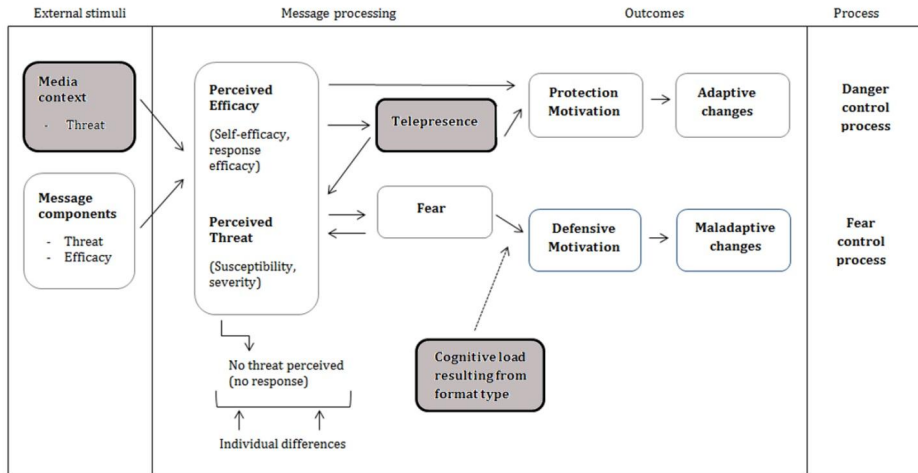 External stimuli
Message processing
Outcomes
Process
Media
context
- Threat
Message
components
- Threat
- Efficacy
Perceived
Efficacy
(Self-efficacy,
response
efficacy)
Perceived
Threat
(Susceptibility,
severity)
Telepresence
Fear
No threat perceived
(no response)
Individual differences
Cognitive load
resulting from
format type
Protection
Motivation
Adaptive
changes
Defensive
Motivation
Maladaptive
changes
Danger
control
process
Fear
control
process